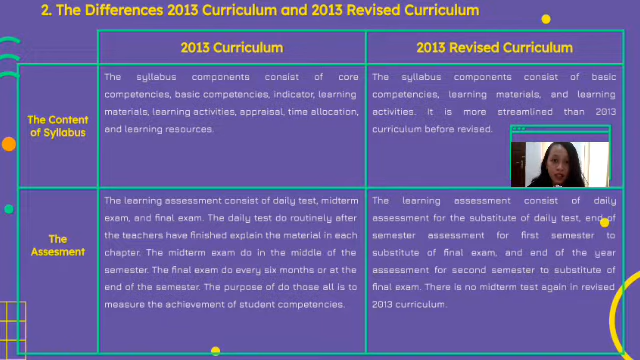 2. The Differences 2013 Curriculum and 2013 Revised Curriculum
2013 Curriculum
2013 Revised Curriculum
The Content
of Syllabus
The syllabus components consist of core
competencies, basic competencies, indicator, learning
materials, learning activities, appraisal, time allocation,
and learning resources.
The syllabus components consist of basic
competencies, learning materials, and learning
activities. It is more streamlined than 2013
curriculum before revised.
The
Assesment
The learning assessment consist of daily test, midterm
exam, and final exam. The daily test do routinely after
the teachers have finished explain the material in each
chapter. The midterm exam do in the middle of the
semester. The final exam do every six months or at the
end of the semester. The purpose of do those all is to
measure the achievement of student competencies.
The learning assessment consist of daily
assessment for the substitute of daily test, end of
semester assessment for first semester to
substitute of final exam, and end of the year
assessment for second semester to substitute of
final exam. There is no midterm test again in revised
2013 curriculum.